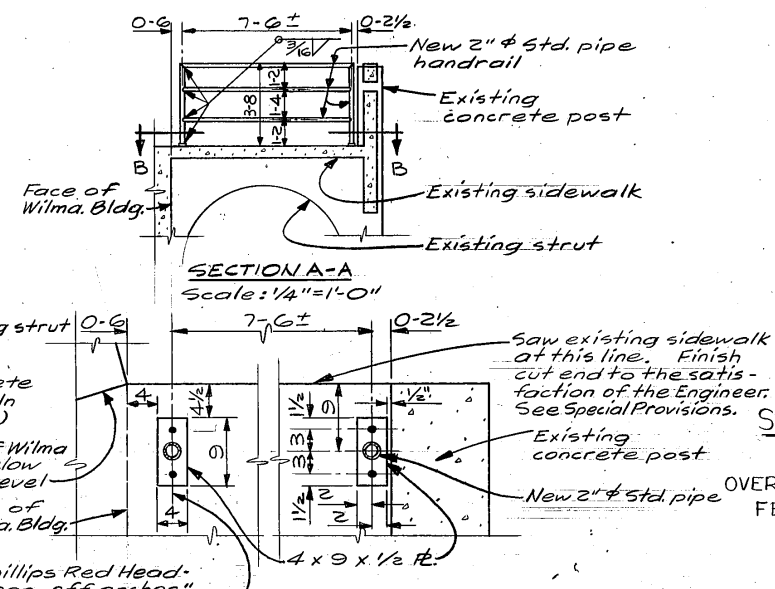 0-6
7-6±
0-2½
3/16
New 2" φ Std. pipe
handrail
1-2
1-4
3-8
1-2
Existing
concrete post
B
B
Face of
Wilma. Bldg.
Existing sidewalk
Existing strut
SECTION A-A
Scale: ¼"=1'-0"
g strut
0-6
7-6±
0-2½
Saw existing sidewalk
at this line. Finish
cut end to the satis-
faction of the Engineer.
See Special Provisions.
4
4½
9
1½
3
3
1½
9
½"
2
2
4
Existing
concrete post
New 2" φ Std. pipe
4 x 9 x ½ PL.
ete
In
)
f Wilma
low
evel
of
a. Bldg.
hillips Red Head-
off anchor"
S
OVER
FE